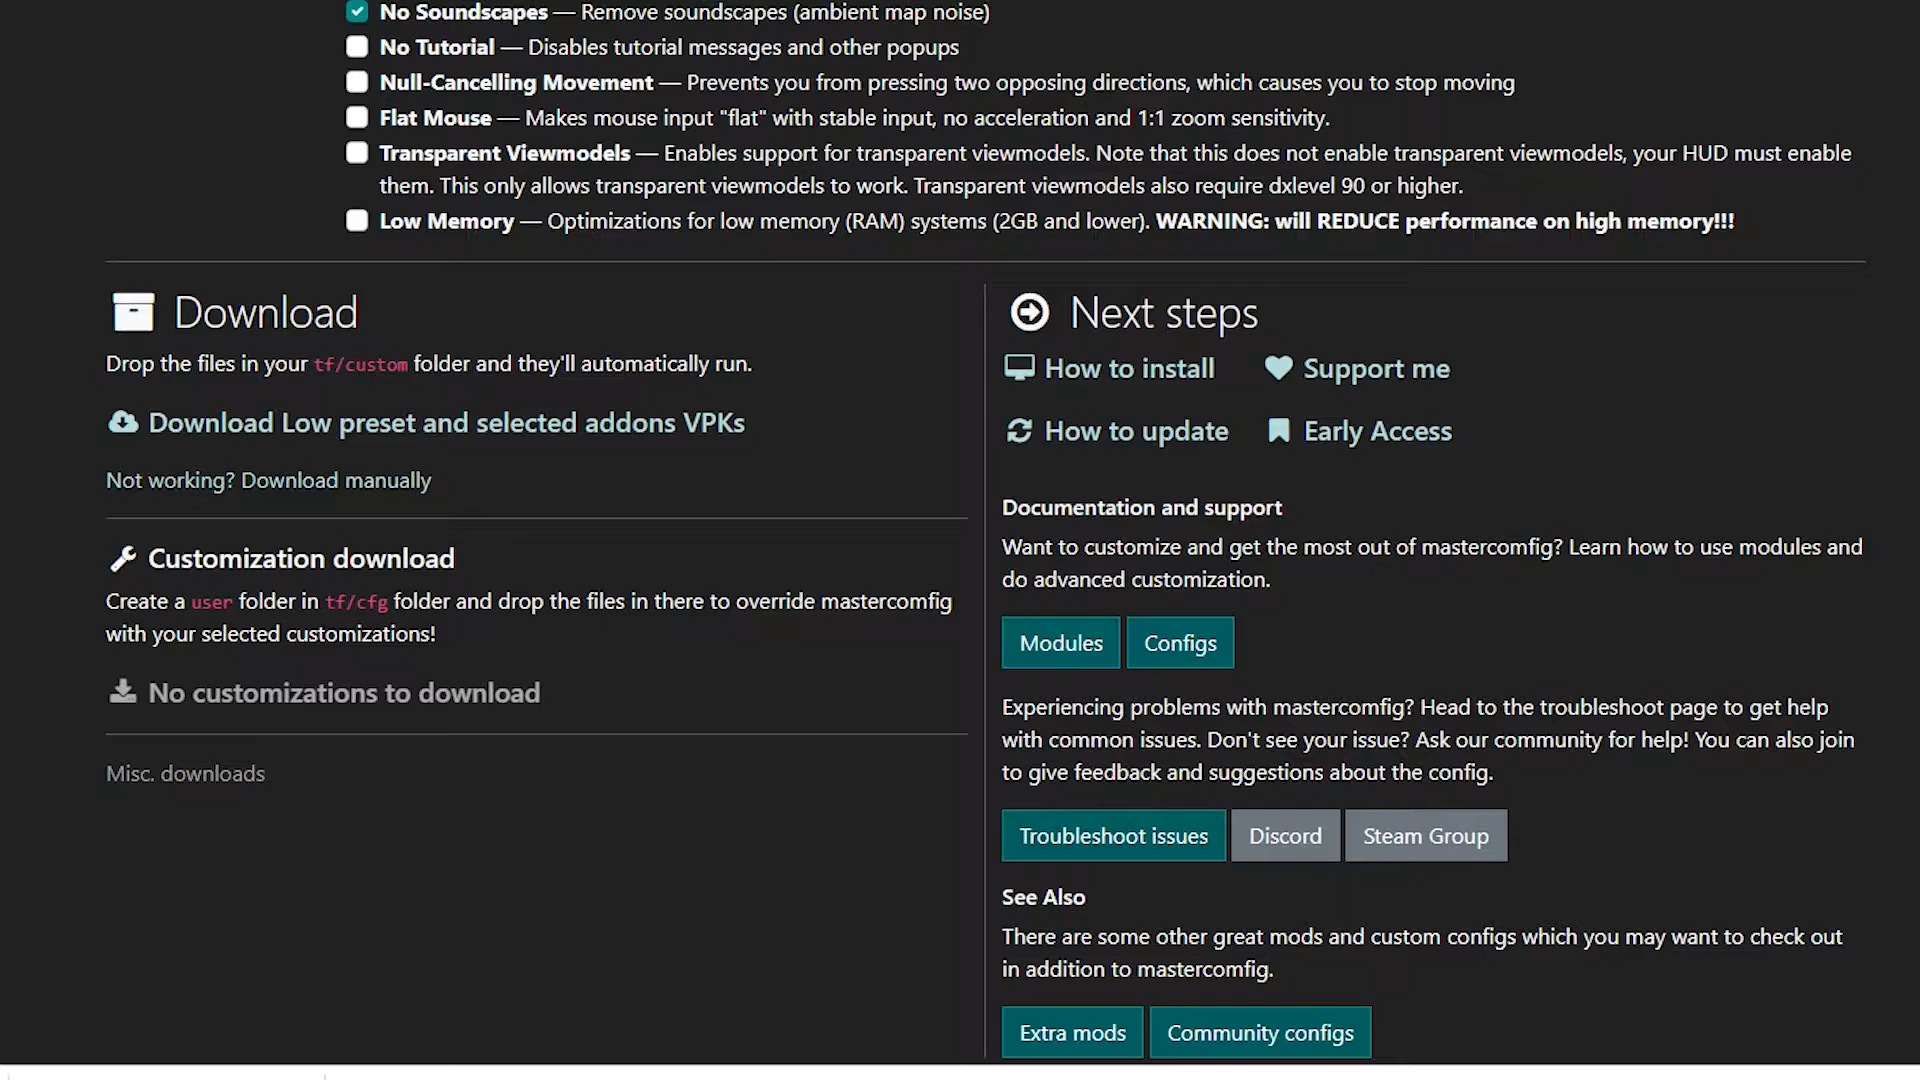 No Soundscapes — Remove soundscapes (ambient map noise)
No Tutorial — Disables tutorial messages and other popups
Null-Cancelling Movement — Prevents you from pressing two opposing directions, which causes you to stop moving
Flat Mouse — Makes mouse input "flat" with stable input, no acceleration and 1:1 zoom sensitivity.
Transparent Viewmodels — Enables support for transparent viewmodels. Note that this does not enable transparent viewmodels, your HUD must enable
them. This only allows transparent viewmodels to work. Transparent viewmodels also require dxlevel 90 or higher.
Low Memory — Optimizations for low memory (RAM) systems (2GB and lower). WARNING: will REDUCE performance on high memory!!!
Download
Drop the files in your tf/custom folder and they'll automatically run.
Download Low preset and selected addons VPKs
Not working? Download manually
Customization download
Create a user folder in tf/cfg folder and drop the files in there to override mastercomfig
with your selected customizations!
No customizations to download
Misc. downloads
Next steps
How to install
Support me
How to update
Early Access
Documentation and support
Want to customize and get the most out of mastercomfig? Learn how to use modules and
do advanced customization.
Modules
Configs
Experiencing problems with mastercomfig? Head to the troubleshoot page to get help
with common issues. Don't see your issue? Ask our community for help! You can also join
to give feedback and suggestions about the config.
Troubleshoot issues
Discord
Steam Group
See Also
There are some other great mods and custom configs which you may want to check out
in addition to mastercomfig.
Extra mods
Community configs